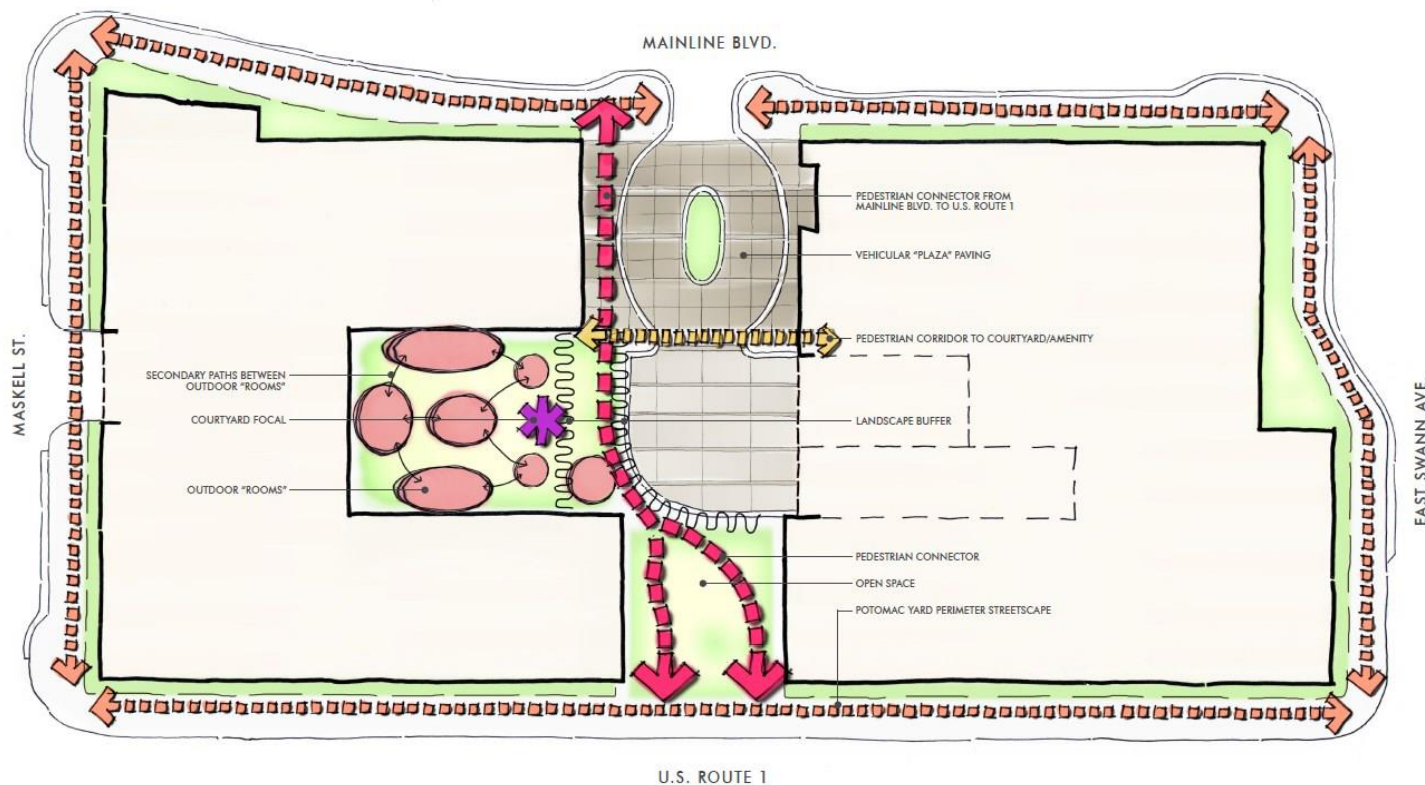 MAINLINE BLVD.
PEDESTRIAN CONNECTOR FROM
MAINLINE BLVD. TO U.S. ROUTE 1
VEHICULAR "PLAZA" PAVING
PEDESTRIAN CORRIDOR TO COURTYARD/AMENITY
SECONDARY PATHS BETWEEN
OUTDOOR "ROOMS"
COURTYARD FOCAL
LANDSCAPE BUFFER
OUTDOOR "ROOMS"
MASKELL ST.
EAST SWANN AVE.
PEDESTRIAN CONNECTOR
OPEN SPACE
POTOMAC YARD PERIMETER STREETSCAPE
U.S. ROUTE 1